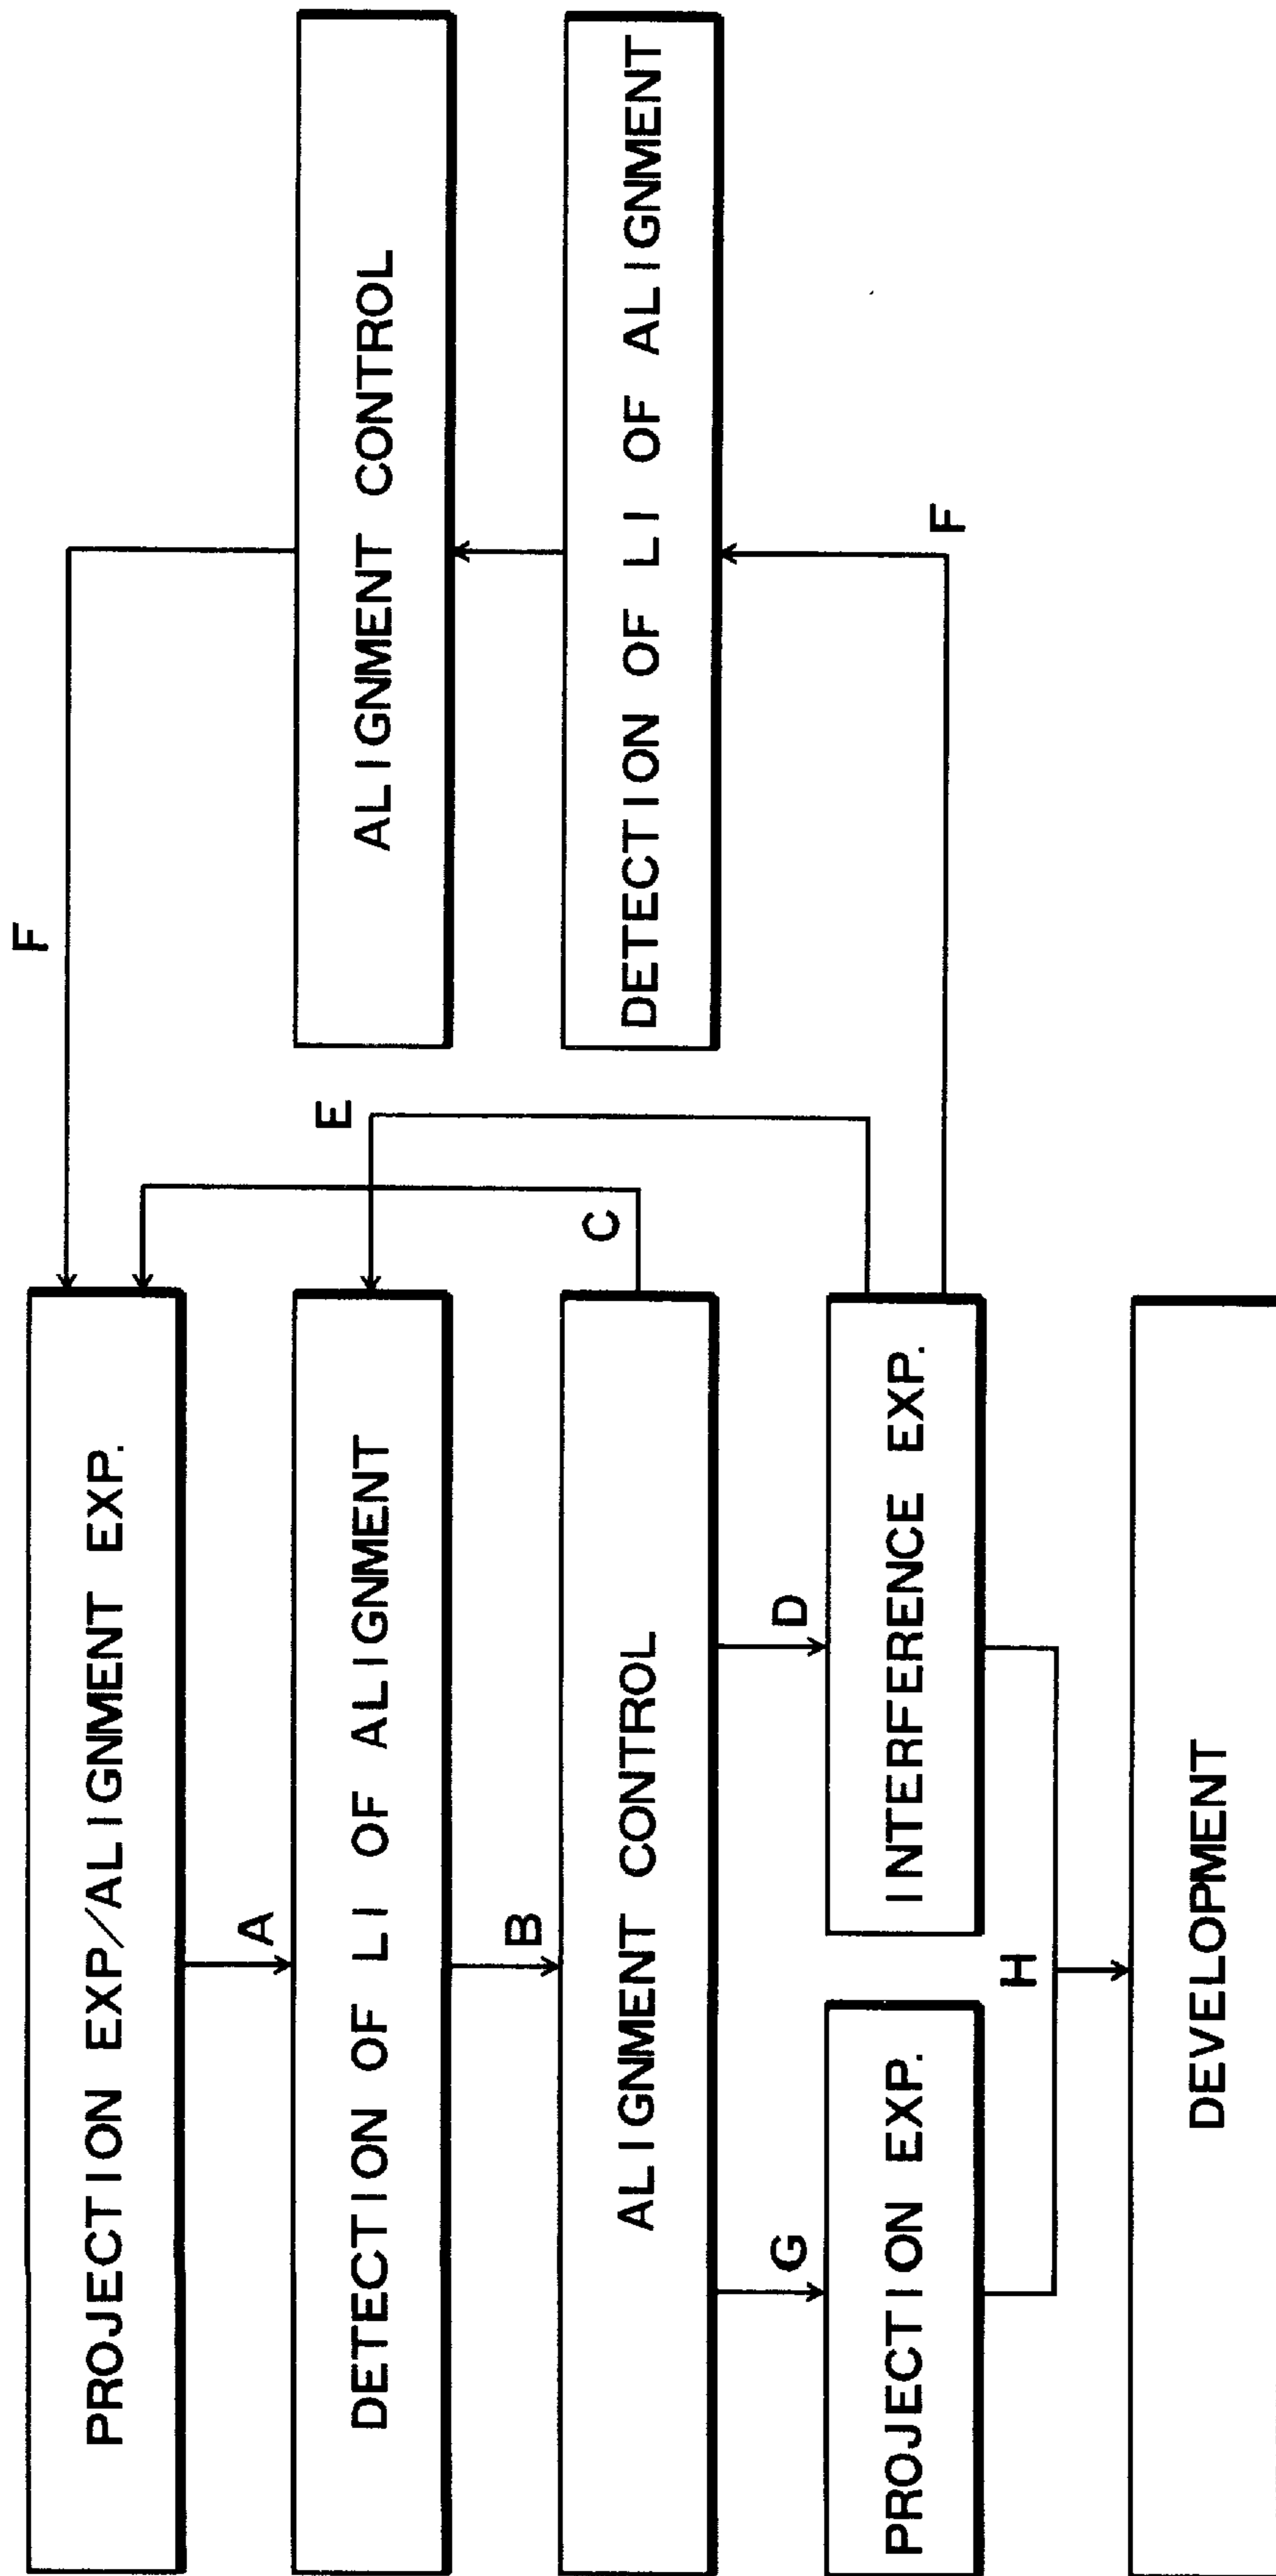 PROJECTION EXP/ALIGNMENT EXP.
A
DETECTION OF LI OF ALIGNMENT
B
ALIGNMENT CONTROL
C
G
D
PROJECTION EXP.
INTERFERENCE EXP.
E
H
DEVELOPMENT
F
ALIGNMENT CONTROL
DETECTION OF LI OF ALIGNMENT
F